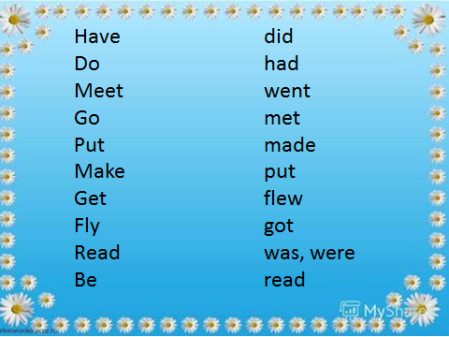 Have did
Do had
Meet went
Go met
Put made
Make put
Get flew
Fly got
Read was, were
Be read
MyShare